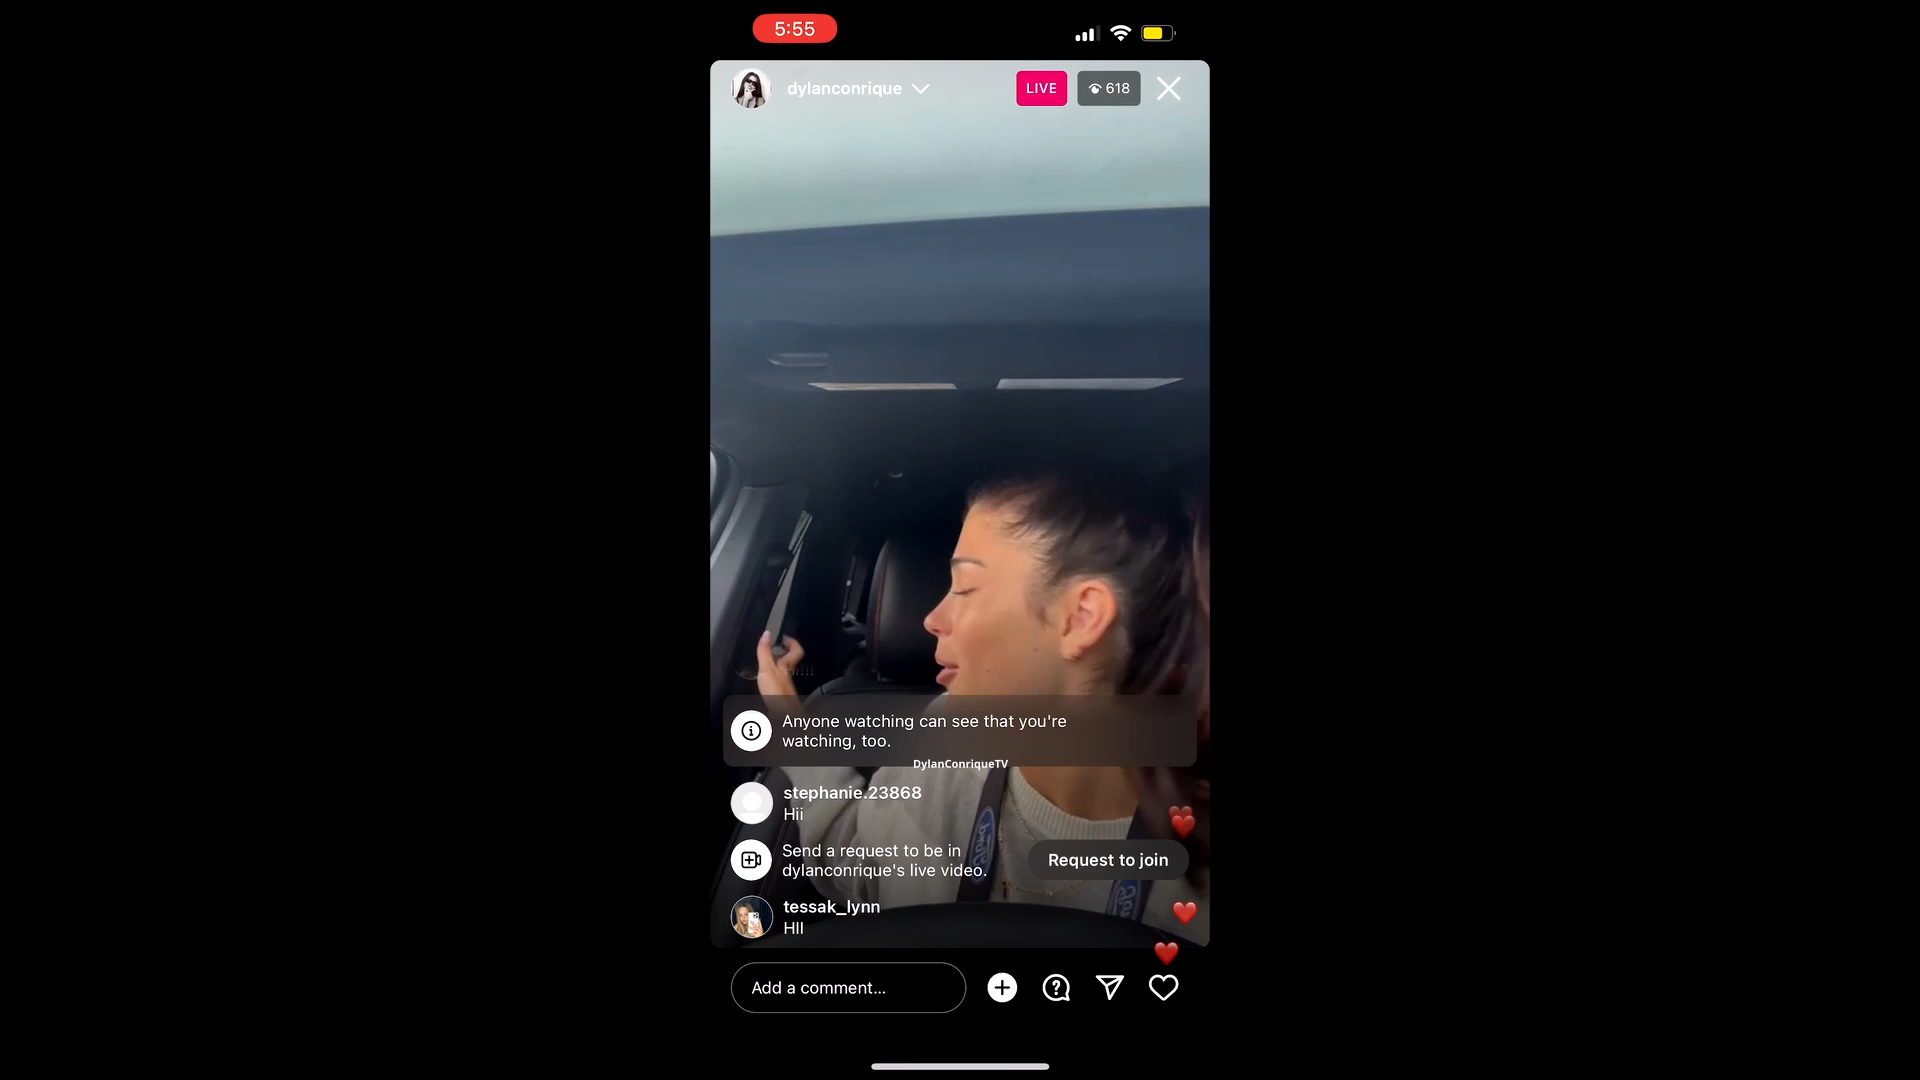 5:55
dylanconrique
LIVE
618
Anyone watching can see that you're
watching, too.
DylanConriqueTV
stephanie.23868
Hii
Send a request to be in
dylanconrique's live video.
Request to join
tessak_lynn
HII
Add a comment...